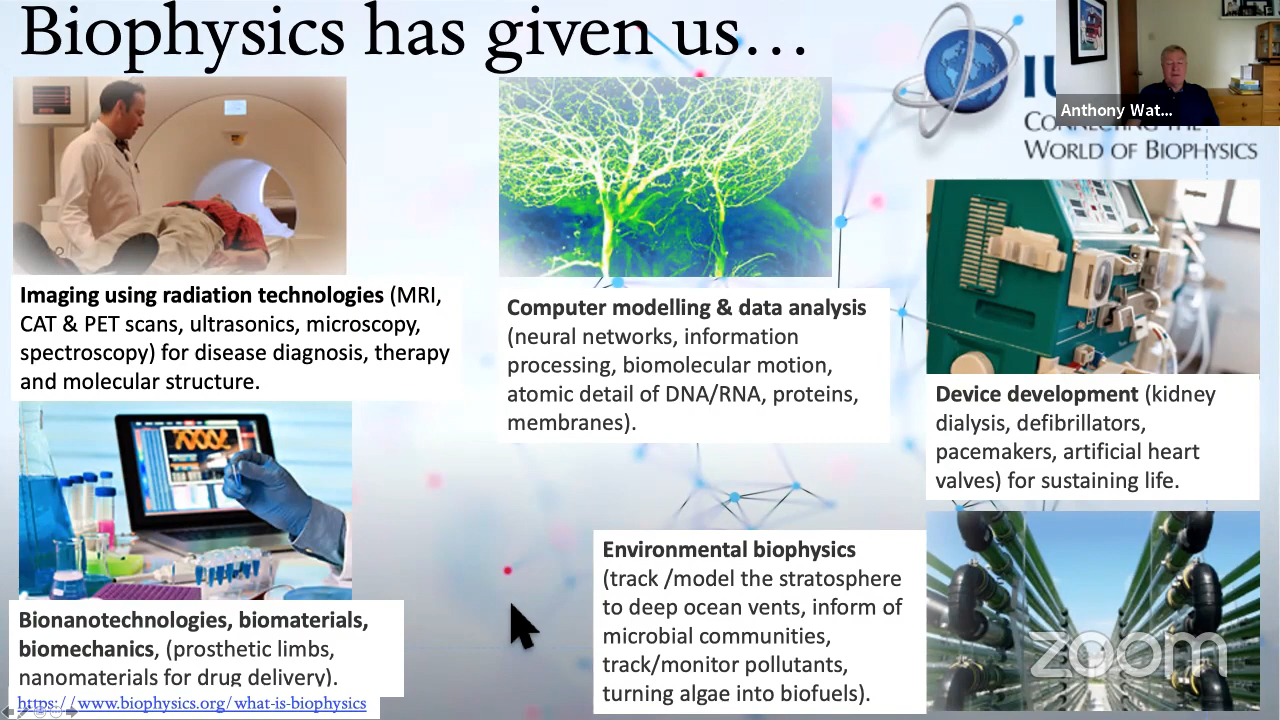 Biophysics has given us...
Anthony Wat...
CONNECTING THE
WORLD OF BIOPHYSICS
Imaging using radiation technologies (MRI,
CAT & PET scans, ultrasonics, microscopy,
spectroscopy) for disease diagnosis, therapy
and molecular structure.
Computer modelling & data analysis
(neural networks, information
processing, biomolecular motion,
atomic detail of DNA/RNA, proteins,
membranes).
Device development (kidney
dialysis, defibrillators,
pacemakers, artificial heart
valves) for sustaining life.
Bionanotechnologies, biomaterials,
biomechanics, (prosthetic limbs,
nanomaterials for drug delivery).
https://www.biophysics.org/what-is-biophysics
Environmental biophysics
(track /model the stratosphere
to deep ocean vents, inform of
microbial communities,
track/monitor pollutants,
turning algae into biofuels).
zoom